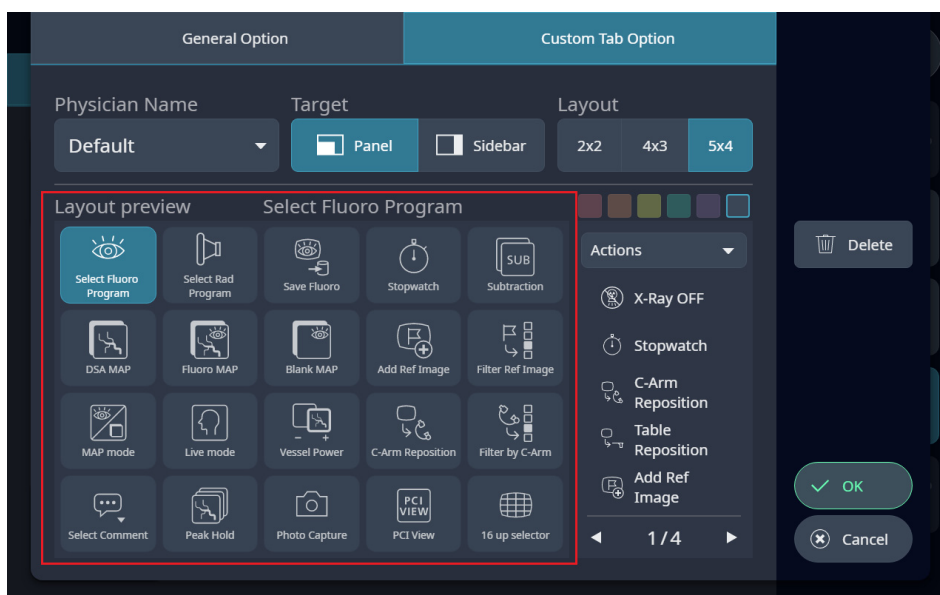 General Option
Custom Tab Option
Physician Name
Target
Layout
Default
Panel
Sidebar
2x2
4x3
5x4
Layout preview
Select Fluoro Program
Select Fluoro
Program
Select Rad
Program
Save Fluoro
Stopwatch
SUB
Subtraction
DSA MAP
Fluoro MAP
Blank MAP
Add Ref Image
Filter Ref Image
MAP mode
Live mode
Vessel Power
C-Arm Reposition
Filter by C-Arm
Select Comment
Peak Hold
Photo Capture
PCI
VIEW
PCI View
16 up selector
Actions
X-Ray OFF
Stopwatch
C-Arm
Reposition
Table
Reposition
Add Ref
Image
1/4
Delete
OK
Cancel